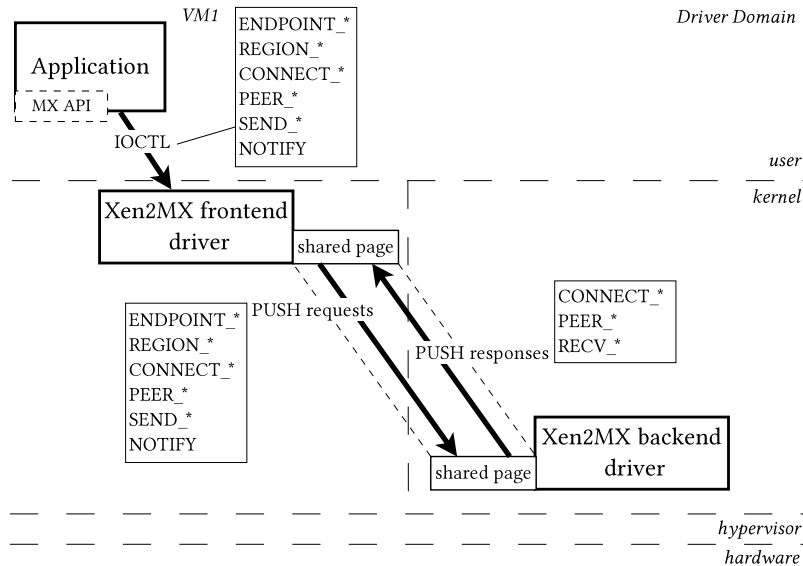 VM1
Driver Domain
Application
MX API
IOCTL
ENDPOINT_*
REGION_*
CONNECT_*
PEER_*
SEND_*
NOTIFY
user
kernel
Xen2MX frontend
driver
shared page
PUSH requests
ENDPOINT_*
REGION_*
CONNECT_*
PEER_*
SEND_*
NOTIFY
PUSH responses
CONNECT_*
PEER_*
RECV_*
shared page
Xen2MX backend
driver
hypervisor
hardware